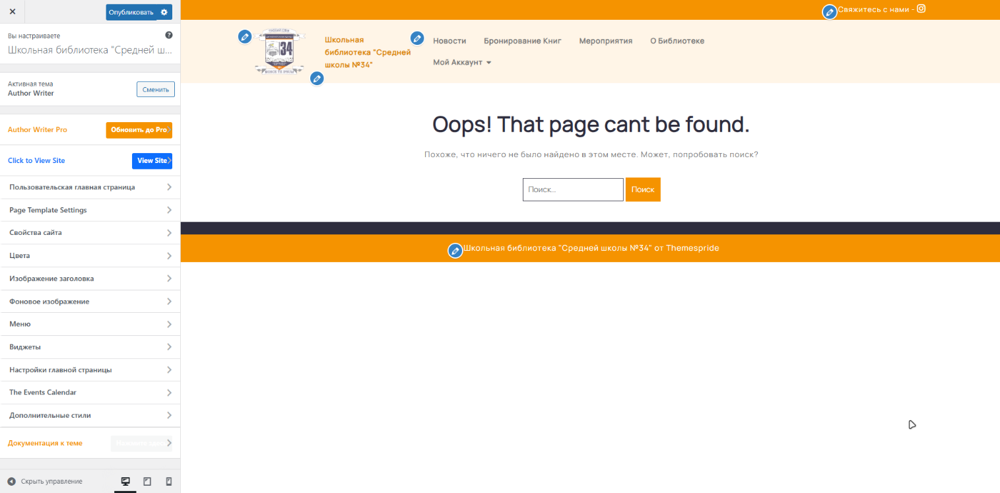 Опубликовать
Вы настраиваете
Школьная библиотека "Средней ш...
Активная тема
Author Writer
Сменить
Author Writer Pro
Обновить до Pro
Click to View Site
View Site
Пользовательская главная страница
Page Template Settings
Свойства сайта
Цвета
Изображение заголовка
Фоновое изображение
Меню
Виджеты
Настройки главной страницы
The Events Calendar
Дополнительные стили
Документация к теме
Скрыть управление
Свяжитесь с нами -
34
Школьная
библиотека "Средней
школы №34"
Новости
Бронирование Книг
Мероприятия
О Библиотеке
Мой Аккаунт
Oops! That page cant be found.
Похоже, что ничего не было найдено в этом месте. Может, попробовать поиск?
Поиск…
Поиск
Школьная библиотека "Средней школы №34" от Themespride